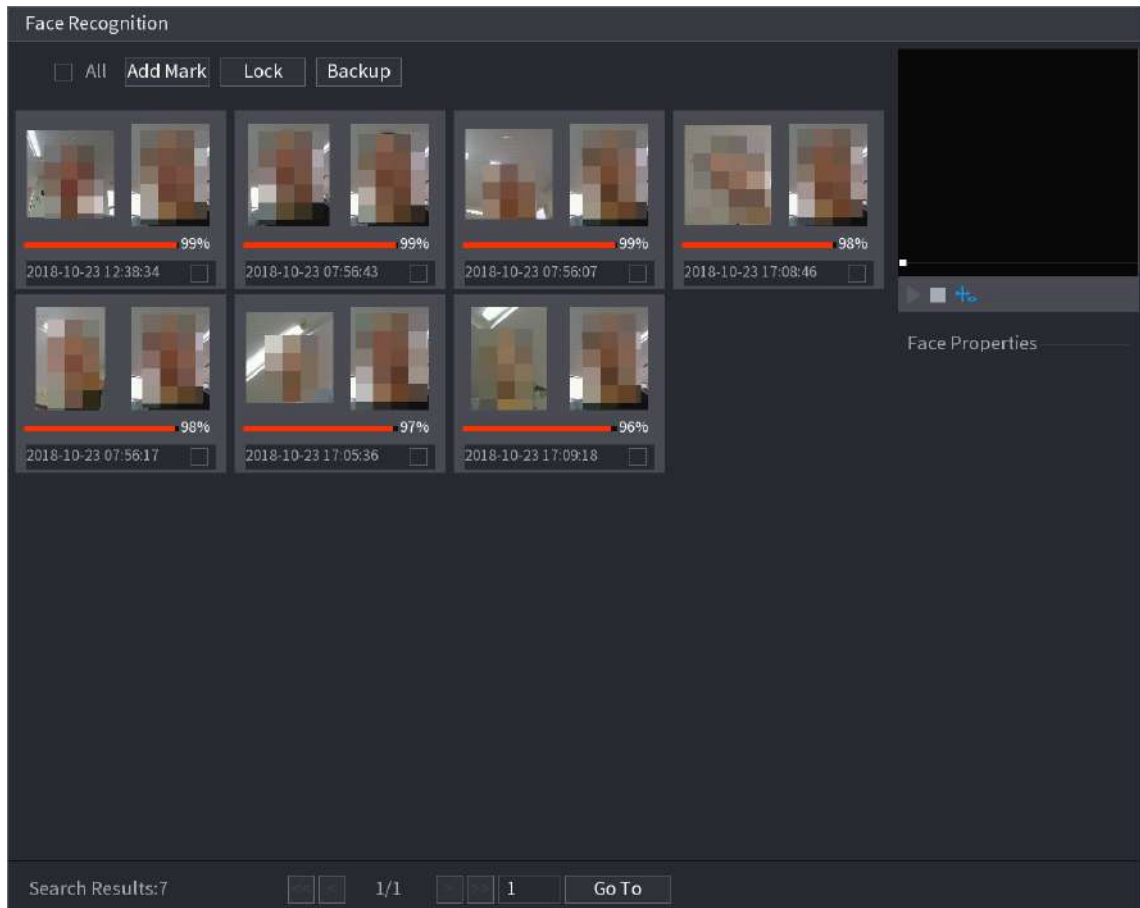 Face Recognition
All Add Mark Lock Backup
99% 99% 99% 98%
2018-10-23 12:38:34 2018-10-23 07:56:43 2018-10-23 07:56:07 2018-10-23 17:08:46
98% 97% 96%
2018-10-23 07:56:17 2018-10-23 17:05:36 2018-10-23 17:09:18
Face Properties
Search Results:7 << < 1/1 > >> 1 Go To